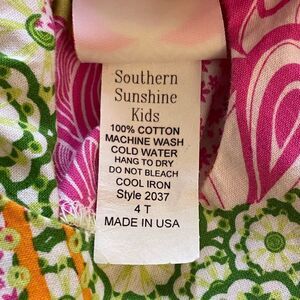 Southern
Sunshine
Kids
100% COTTON
MACHINE WASH
COLD WATER
HANG TO DRY
DO NOT BLEACH
COOL IRON
Style 2037
4 T
MADE IN USA